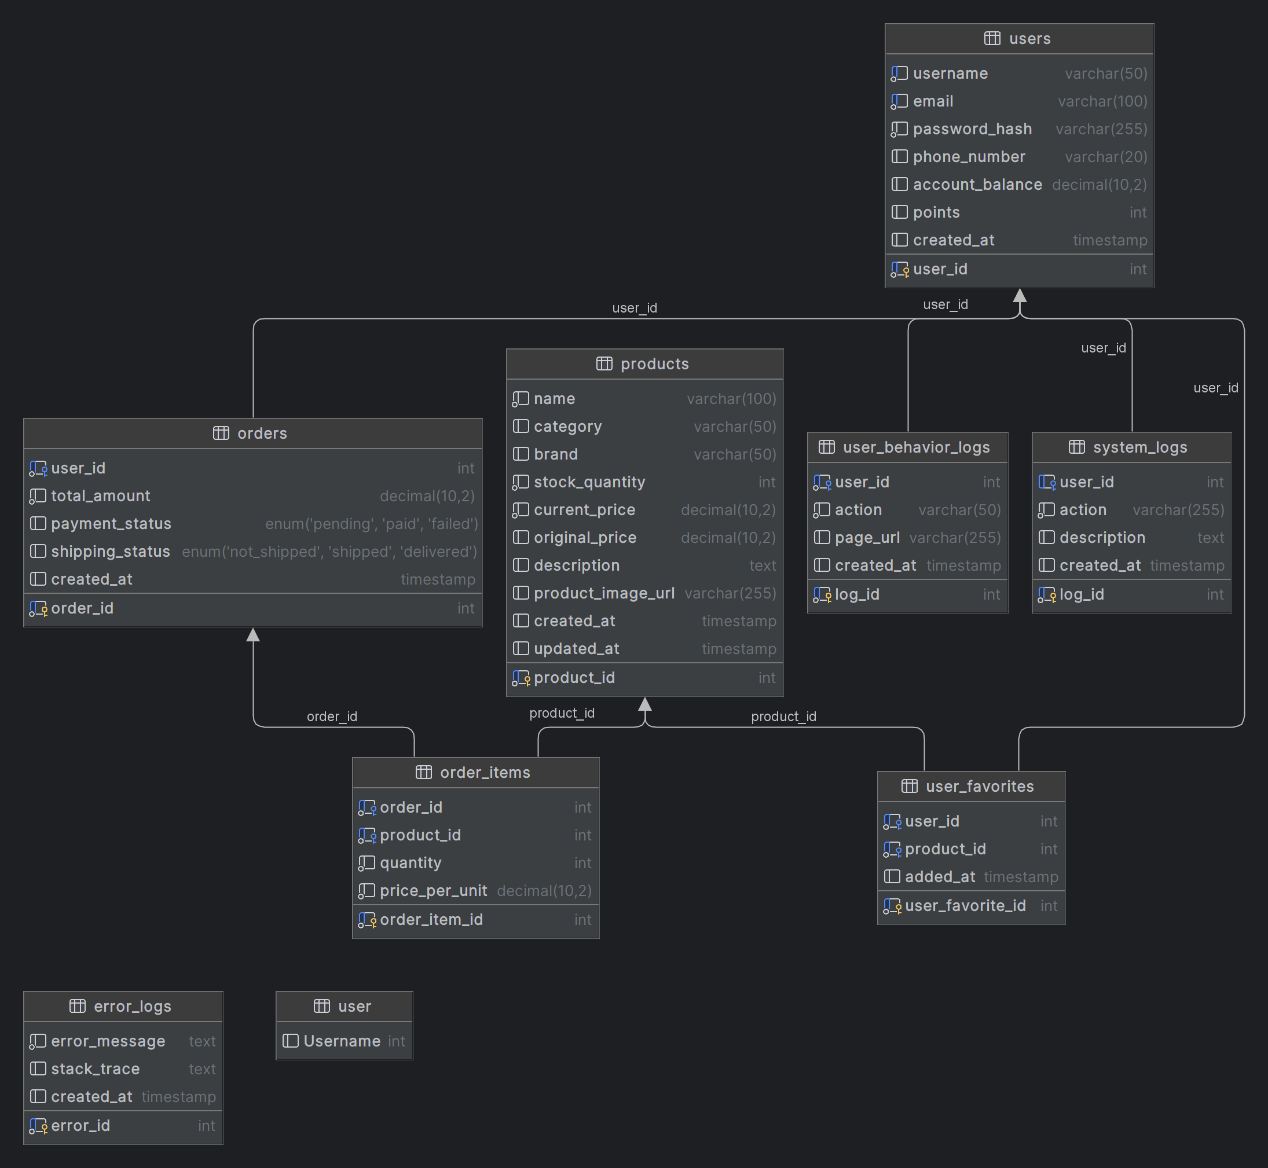 users
username varchar(50)
email varchar(100)
password_hash varchar(255)
phone_number varchar(20)
account_balance decimal(10,2)
points int
created_at timestamp
user_id int
user_id
user_id
user_id
user_id
products
name varchar(100)
category varchar(50)
brand varchar(50)
stock_quantity int
current_price decimal(10,2)
original_price decimal(10,2)
description text
product_image_url varchar(255)
created_at timestamp
updated_at timestamp
product_id int
orders
user_id int
total_amount decimal(10,2)
payment_status enum('pending', 'paid', 'failed')
shipping_status enum('not_shipped', 'shipped', 'delivered')
created_at timestamp
order_id int
user_behavior_logs
user_id int
action varchar(50)
page_url varchar(255)
created_at timestamp
log_id int
system_logs
user_id int
action varchar(255)
description text
created_at timestamp
log_id int
order_id
product_id
product_id
order_items
order_id int
product_id int
quantity int
price_per_unit decimal(10,2)
order_item_id int
user_favorites
user_id int
product_id int
added_at timestamp
user_favorite_id int
error_logs
error_message text
stack_trace text
created_at timestamp
error_id int
user
Username int